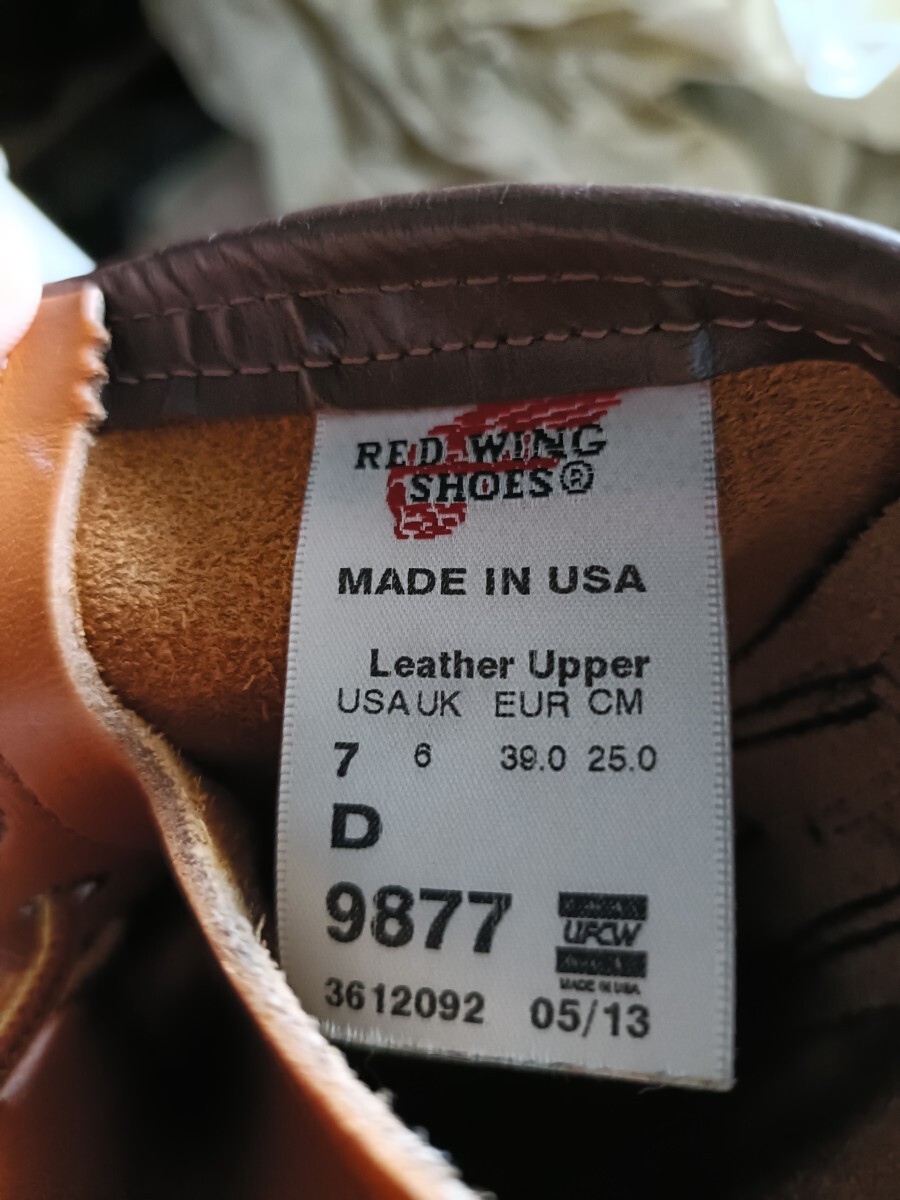 RED WING
SHOES®
MADE IN USA
Leather Upper
USA UK EUR CM
7 6 39.0 25.0
D
9877
UFCW
MADE IN USA
3612092 05/13